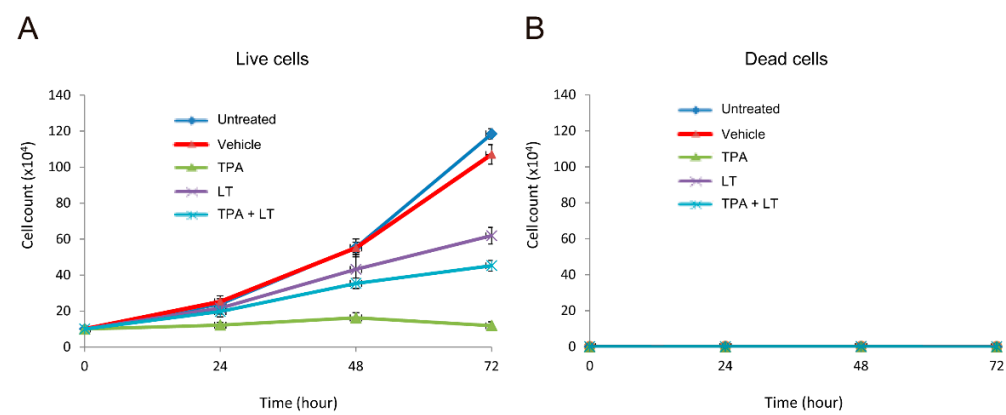 A
Live cells
140
120
100
80
60
40
20
0
Cell count (x10⁴)
Untreated
Vehicle
TPA
LT
TPA + LT
0 24 48 72
Time (hour)
B
Dead cells
140
120
100
80
60
40
20
0
Cell count (x10⁴)
Untreated
Vehicle
TPA
LT
TPA + LT
0 24 48 72
Time (hour)